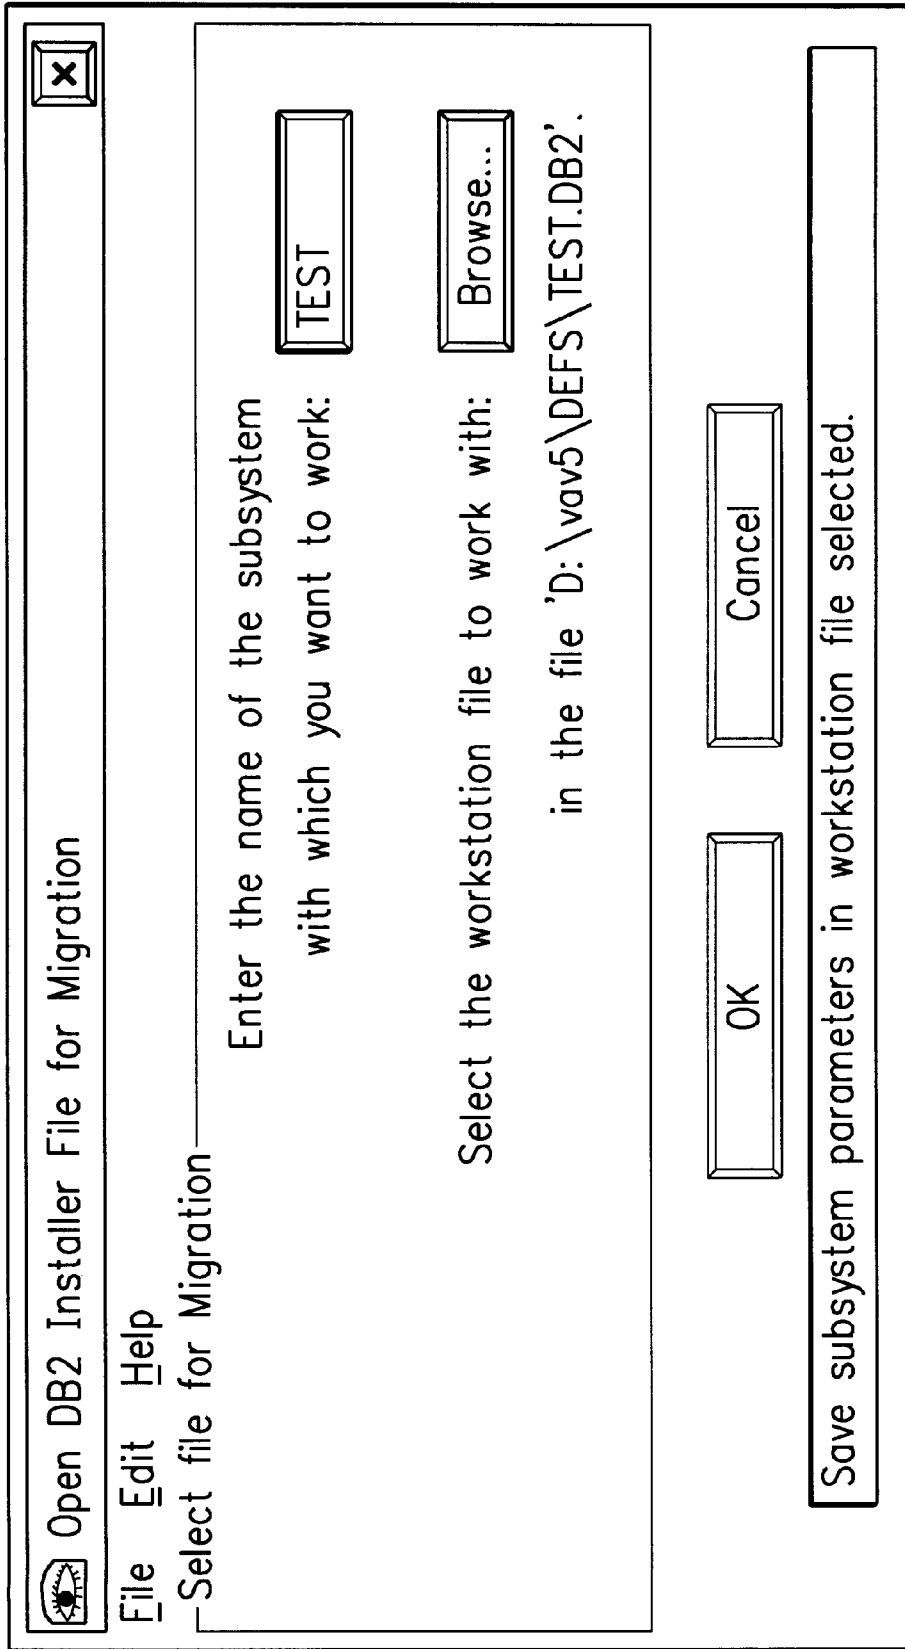 Open DB2 Installer File for Migration
File Edit Help
Select file for Migration
Enter the name of the subsystem
with which you want to work:
TEST
Select the workstation file to work with:
Browse...
in the file 'D:\vav5\DEFS\TEST.DB2'.
OK
Cancel
Save subsystem parameters in workstation file selected.